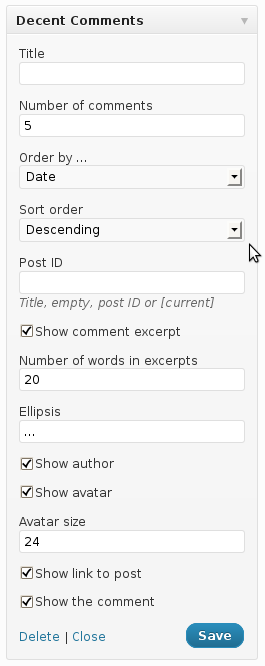 Decent Comments
Title
Number of comments
5
Order by ...
Date
Sort order
Descending
Post ID
Title, empty, post ID or [current]
Show comment excerpt
Number of words in excerpts
20
Ellipsis
...
Show author
Show avatar
Avatar size
24
Show link to post
Show the comment
Delete | Close Save